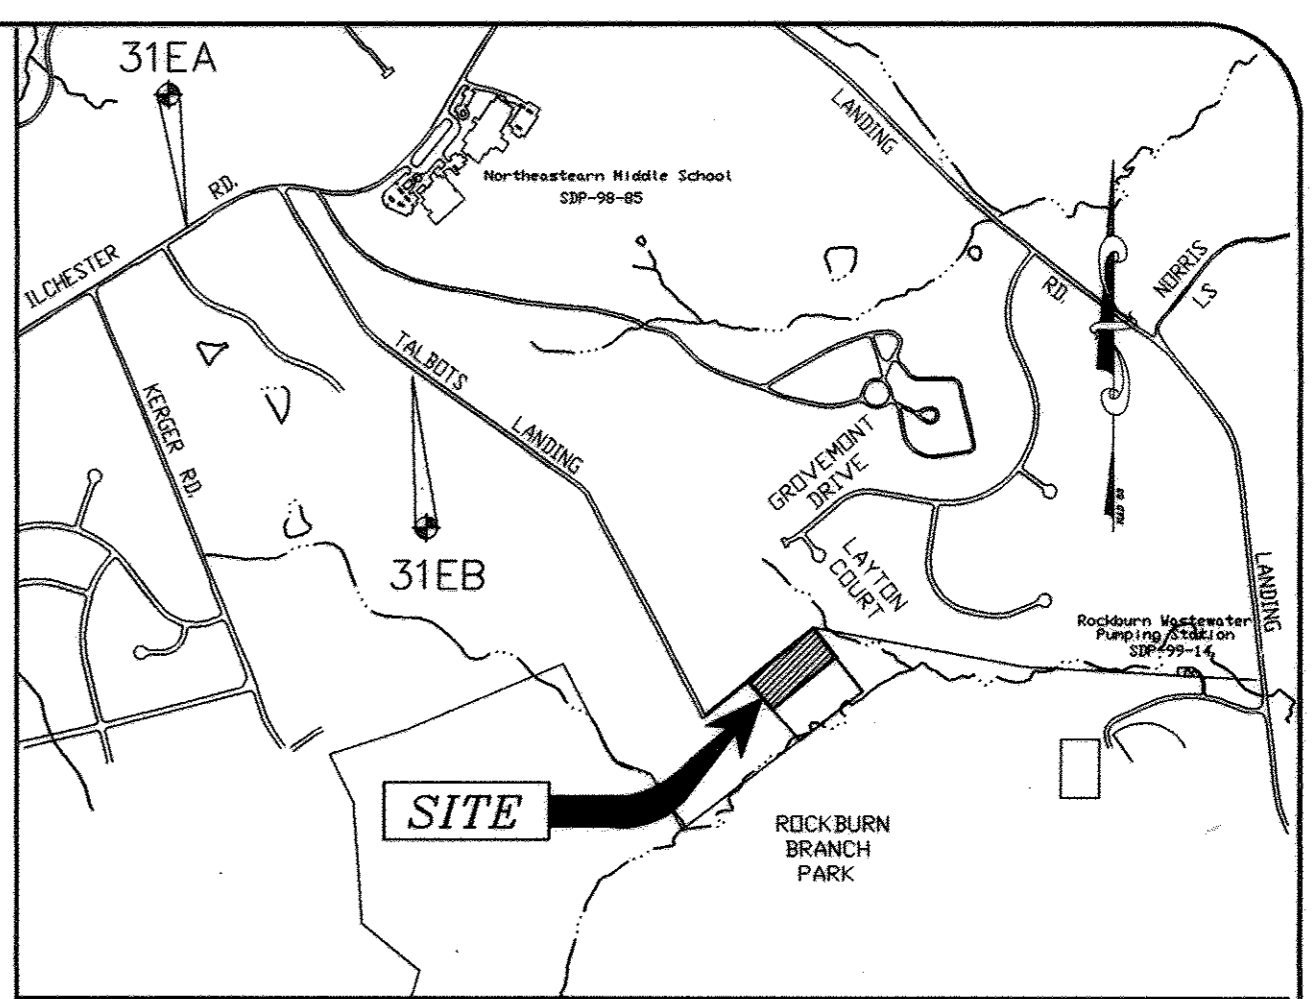 31EA
LANDING
RD.
Northeastearn Middle School
SDP-98-85
ILCHESTER
RD.
NORRIS
LS
KERGER RD.
TALBOTS
LANDING
GROVEMONT
DRIVE
31EB
LAYTON
COURT
LANDING
Rockburn Wastewater
Pumping Station
SDP-99-14
SITE
ROCKBURN
BRANCH
PARK